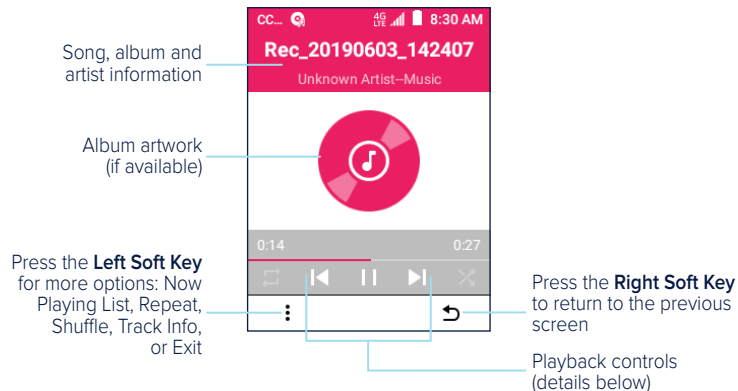 CC... 4G LTE 8:30 AM
Rec_20190603_142407
Unknown Artist–Music
Song, album and
artist information
Album artwork
(if available)
0:14 0:27
Press the Left Soft Key
for more options: Now
Playing List, Repeat,
Shuffle, Track Info,
or Exit
Press the Right Soft Key
to return to the previous
screen
Playback controls
(details below)